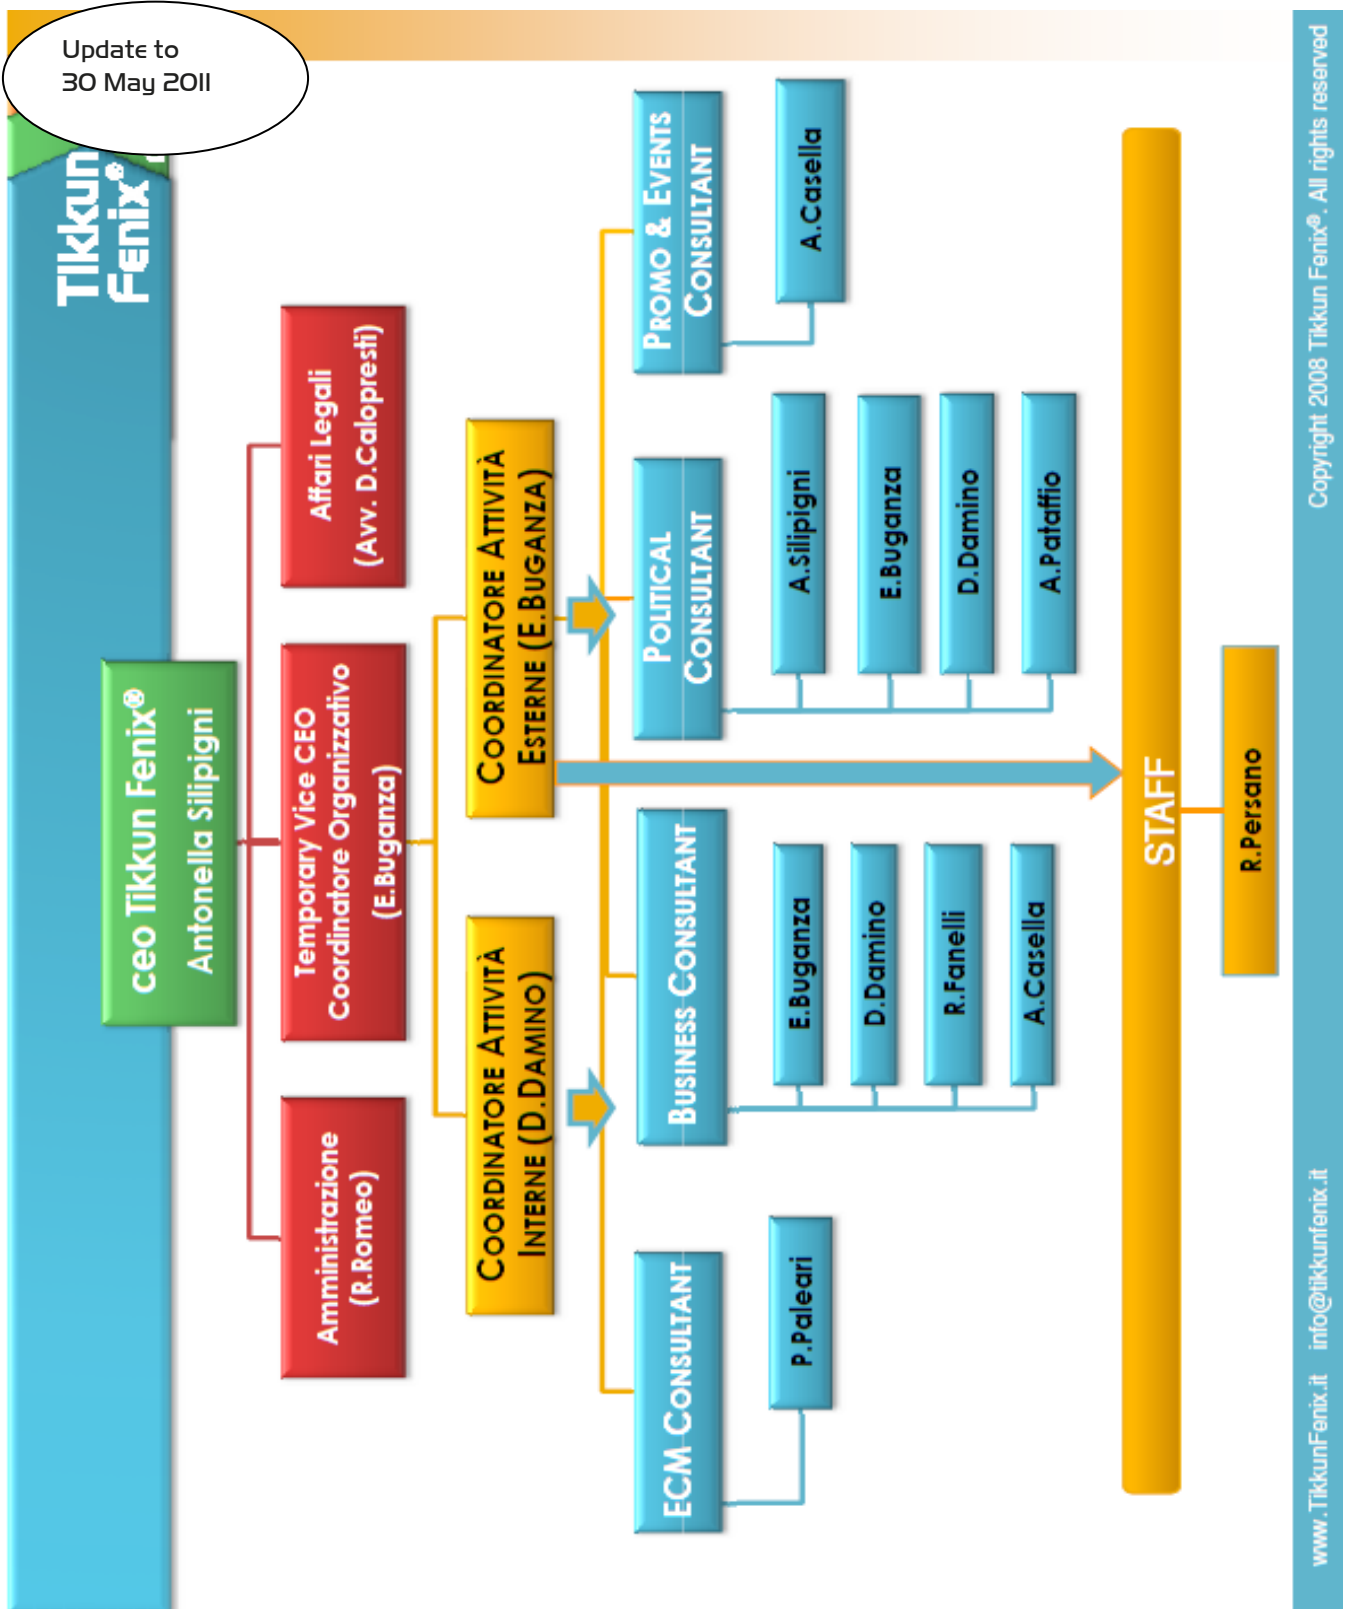 Update to
30 May 2011
Tikkun
Fenix®
ceo Tikkun Fenix®
Antonella Silipigni
Amministrazione
(R.Romeo)
Temporary Vice CEO
Coordinatore Organizzativo
(E.Buganza)
Affari Legali
(Avv. D.Calopresti)
COORDINATORE ATTIVITÀ
INTERNE (D.DAMINO)
COORDINATORE ATTIVITÀ
ESTERNE (E.BUGANZA)
ECM CONSULTANT
P.Paleari
BUSINESS CONSULTANT
E.Buganza
D.Damino
R.Fanelli
A.Casella
POLITICAL
CONSULTANT
A.Silipigni
E.Buganza
D.Damino
A.Pataffio
PROMO & EVENTS
CONSULTANT
A.Casella
STAFF
R.Persano
www.TikkunFenix.it info@tikkunfenix.it
Copyright 2008 Tikkun Fenix®. All rights reserved